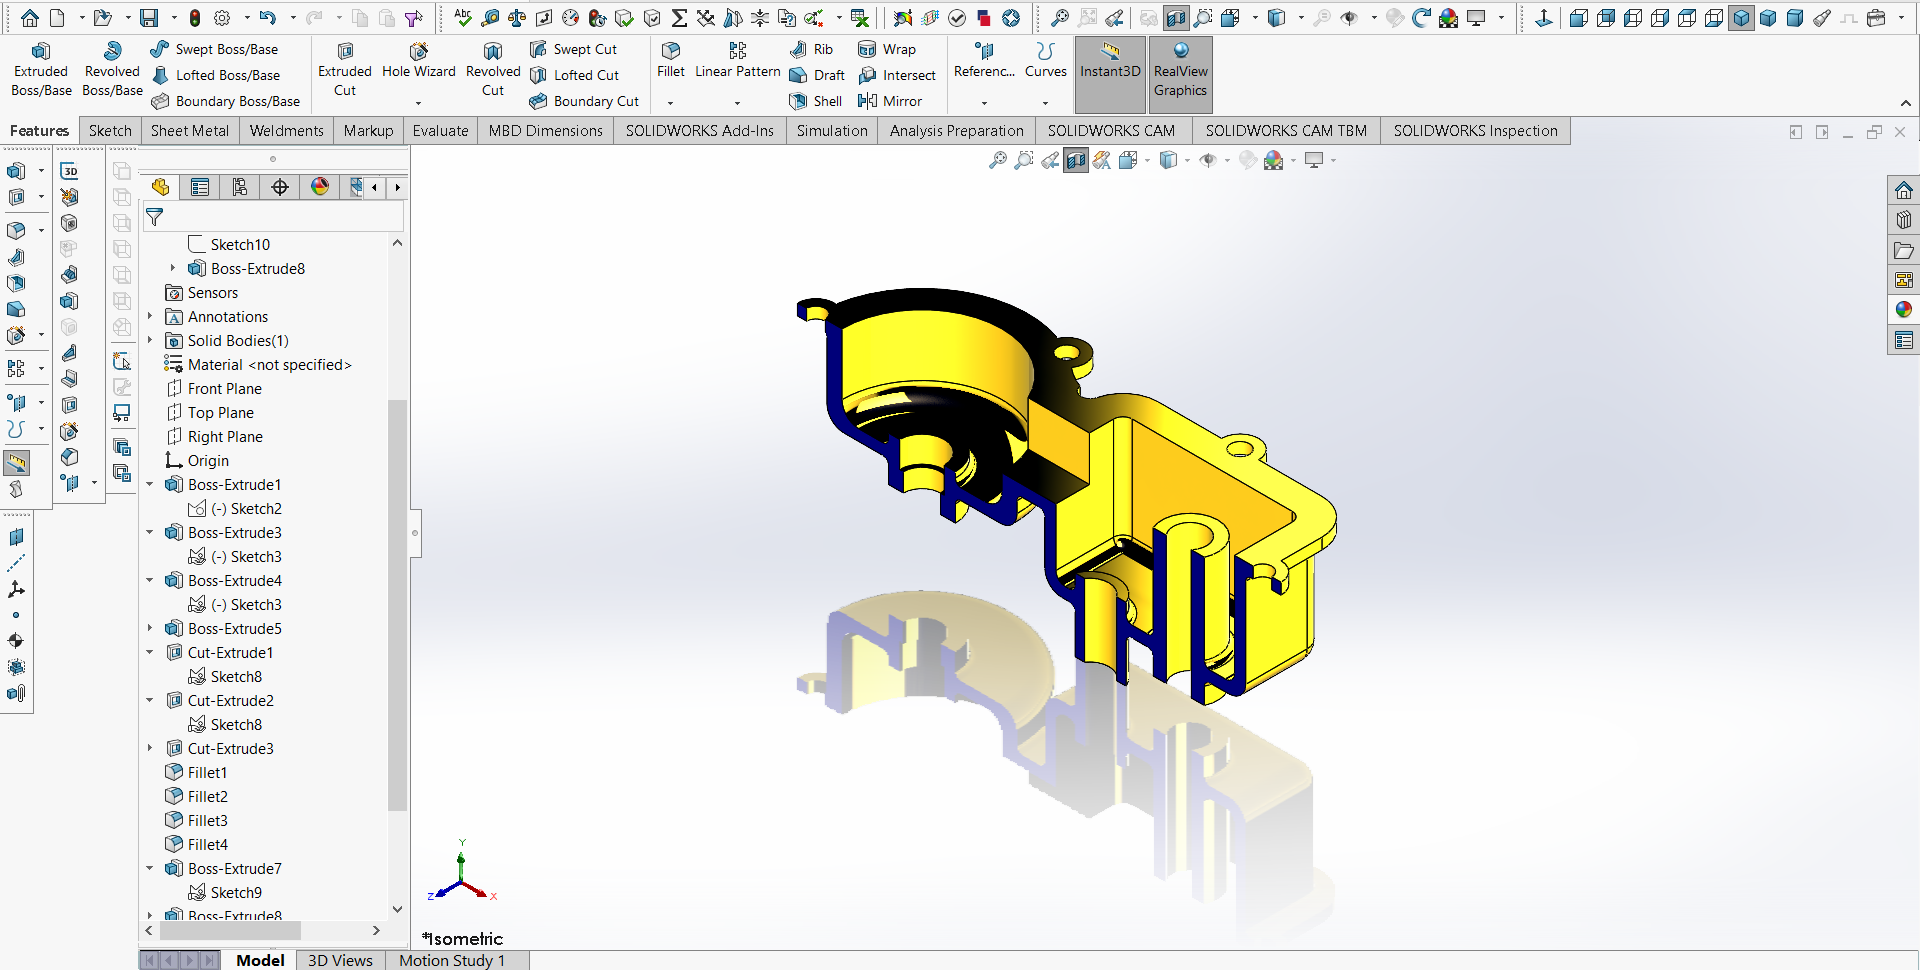 Extruded Boss/Base
Revolved Boss/Base
Swept Boss/Base
Lofted Boss/Base
Boundary Boss/Base
Extruded Cut
Hole Wizard
Revolved Cut
Swept Cut
Lofted Cut
Boundary Cut
Fillet
Linear Pattern
Rib
Draft
Shell
Wrap
Intersect
Mirror
Referenc...
Curves
Instant3D
RealView Graphics
Features
Sketch
Sheet Metal
Weldments
Markup
Evaluate
MBD Dimensions
SOLIDWORKS Add-Ins
Simulation
Analysis Preparation
SOLIDWORKS CAM
SOLIDWORKS CAM TBM
SOLIDWORKS Inspection
3D
Sketch10
Boss-Extrude8
Sensors
Annotations
Solid Bodies(1)
Material <not specified>
Front Plane
Top Plane
Right Plane
Origin
Boss-Extrude1
(-) Sketch2
Boss-Extrude3
(-) Sketch3
Boss-Extrude4
(-) Sketch3
Boss-Extrude5
Cut-Extrude1
Sketch8
Cut-Extrude2
Sketch8
Cut-Extrude3
Fillet1
Fillet2
Fillet3
Fillet4
Boss-Extrude7
Sketch9
Boss-Extrude8
Y
Z
X
*Isometric
Model
3D Views
Motion Study 1